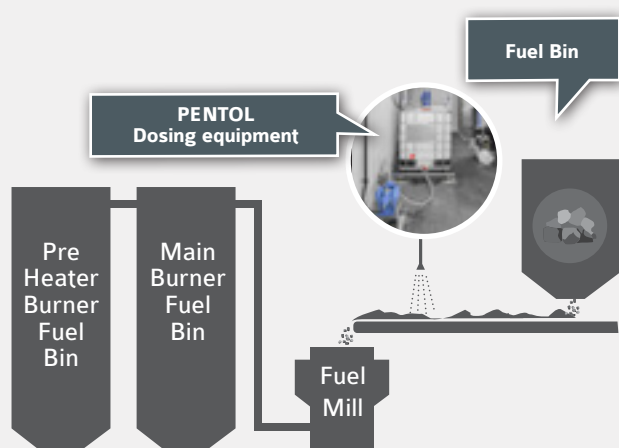 Fuel Bin
PENTOL
Dosing equipment
Pre
Heater
Burner
Fuel
Bin
Main
Burner
Fuel
Bin
Fuel
Mill